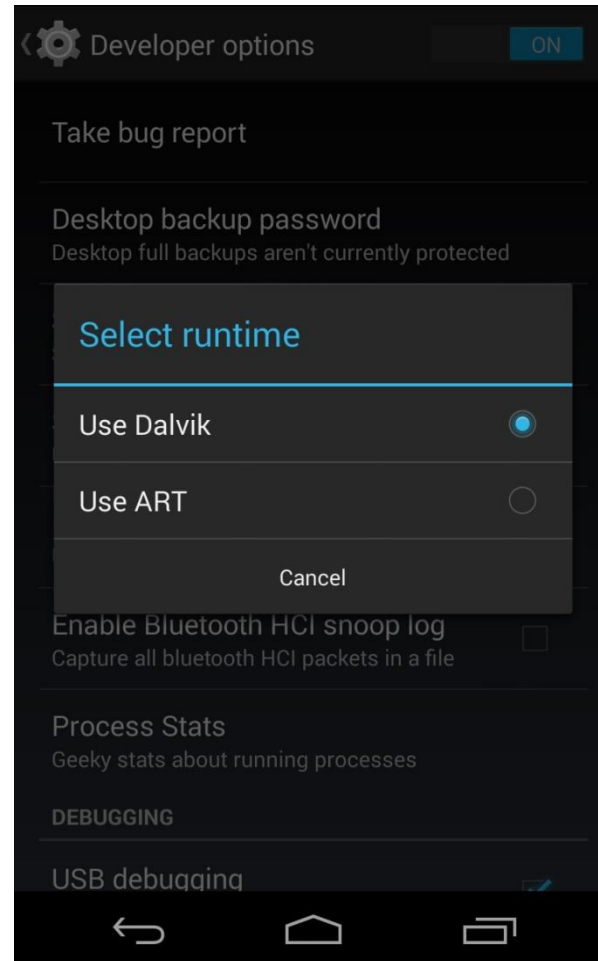 Developer options
ON
Take bug report
Desktop backup password
Desktop full backups aren't currently protected
Select runtime
Use Dalvik
Use ART
Cancel
Enable Bluetooth HCI snoop log
Capture all bluetooth HCI packets in a file
Process Stats
Geeky stats about running processes
DEBUGGING
USB debugging